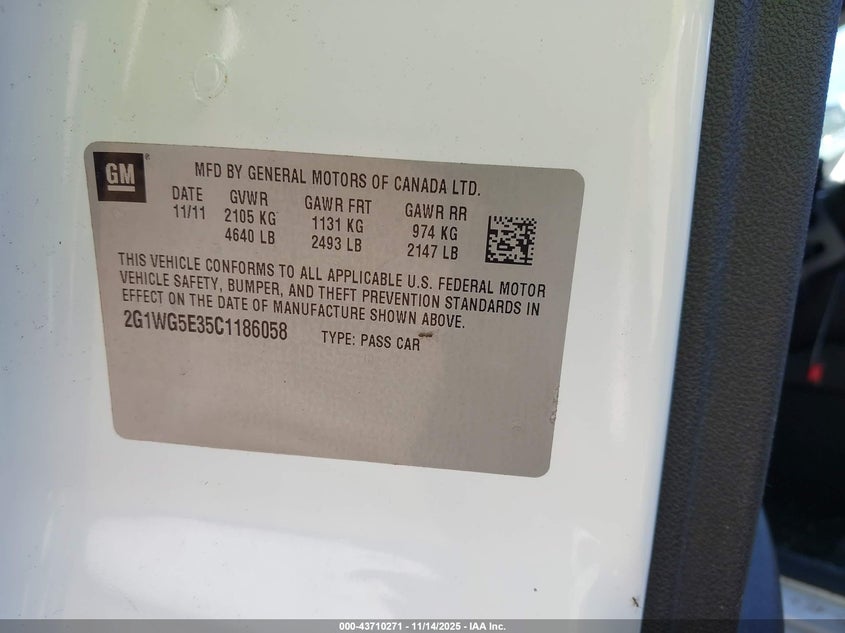 GM ®
MFD BY GENERAL MOTORS OF CANADA LTD.
DATE GVWR GAWR FRT GAWR RR
11/11 2105 KG 1131 KG 974 KG
4640 LB 2493 LB 2147 LB
THIS VEHICLE CONFORMS TO ALL APPLICABLE U.S. FEDERAL MOTOR
VEHICLE SAFETY, BUMPER, AND THEFT PREVENTION STANDARDS IN
EFFECT ON THE DATE OF MANUFACTURE SHOWN ABOVE.
2G1WG5E35C1186058 TYPE: PASS CAR
000-43710271 - 11/14/2025 - IAA Inc.